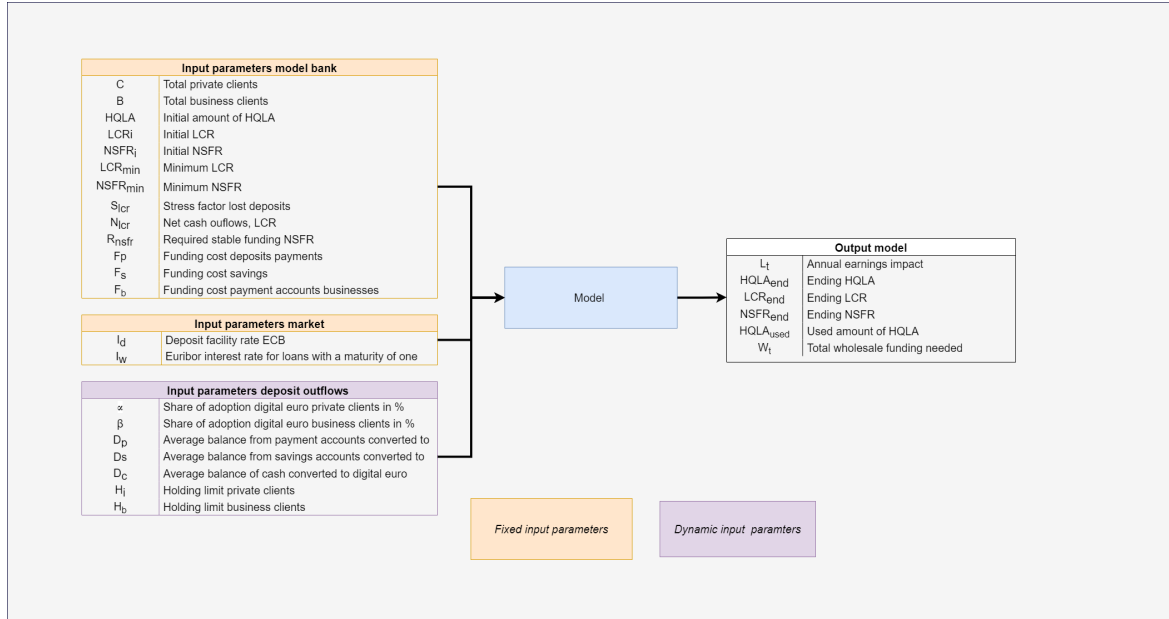 Input parameters model bank
C Total private clients
B Total business clients
HQLA Initial amount of HQLA
LCRi Initial LCR
NSFRi Initial NSFR
LCRmin Minimum LCR
NSFRmin Minimum NSFR
Slcr Stress factor lost deposits
Nlcr Net cash ouflows, LCR
Rnsfr Required stable funding NSFR
Fp Funding cost deposits payments
Fs Funding cost savings
Fb Funding cost payment accounts businesses
Input parameters market
Id Deposit facility rate ECB
Iw Euribor interest rate for loans with a maturity of one
Input parameters deposit outflows
∝ Share of adoption digital euro private clients in %
β Share of adoption digital euro business clients in %
Dp Average balance from payment accounts converted to
Ds Average balance from savings accounts converted to
Dc Average balance of cash converted to digital euro
Hi Holding limit private clients
Hb Holding limit business clients
Model
Output model
Lt Annual earnings impact
HQLAend Ending HQLA
LCRend Ending LCR
NSFRend Ending NSFR
HQLAused Used amount of HQLA
Wt Total wholesale funding needed
Fixed input parameters
Dynamic input paramters